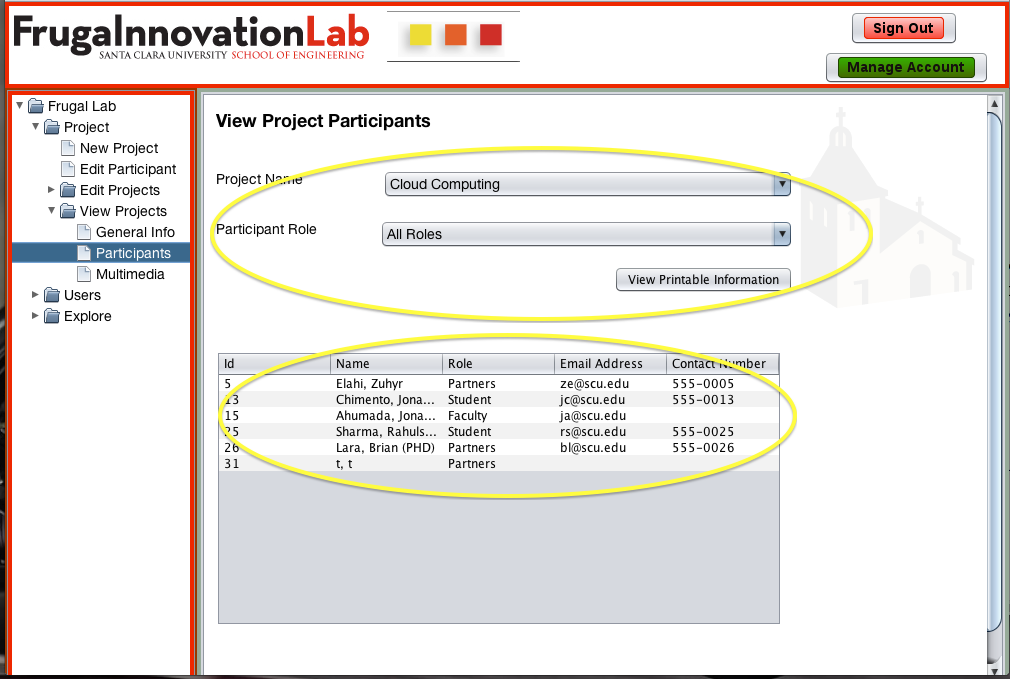 FrugalnnovationLab
SANTA CLARA UNIVERSITY SCHOOL OF ENGINEERING
Sign Out
Manage Account
Frugal Lab
Project
New Project
Edit Participant
Edit Projects
View Projects
General Info
Participants
Multimedia
Users
Explore
View Project Participants
Project Name Cloud Computing
Participant Role All Roles
View Printable Information
Id Name Role Email Address Contact Number
5 Elahi, Zuhyr Partners ze@scu.edu 555-0005
13 Chimento, Jona... Student jc@scu.edu 555-0013
15 Ahumada, Jona... Faculty ja@scu.edu
25 Sharma, Rahuls... Student rs@scu.edu 555-0025
26 Lara, Brian (PHD) Partners bl@scu.edu 555-0026
31 t, t Partners